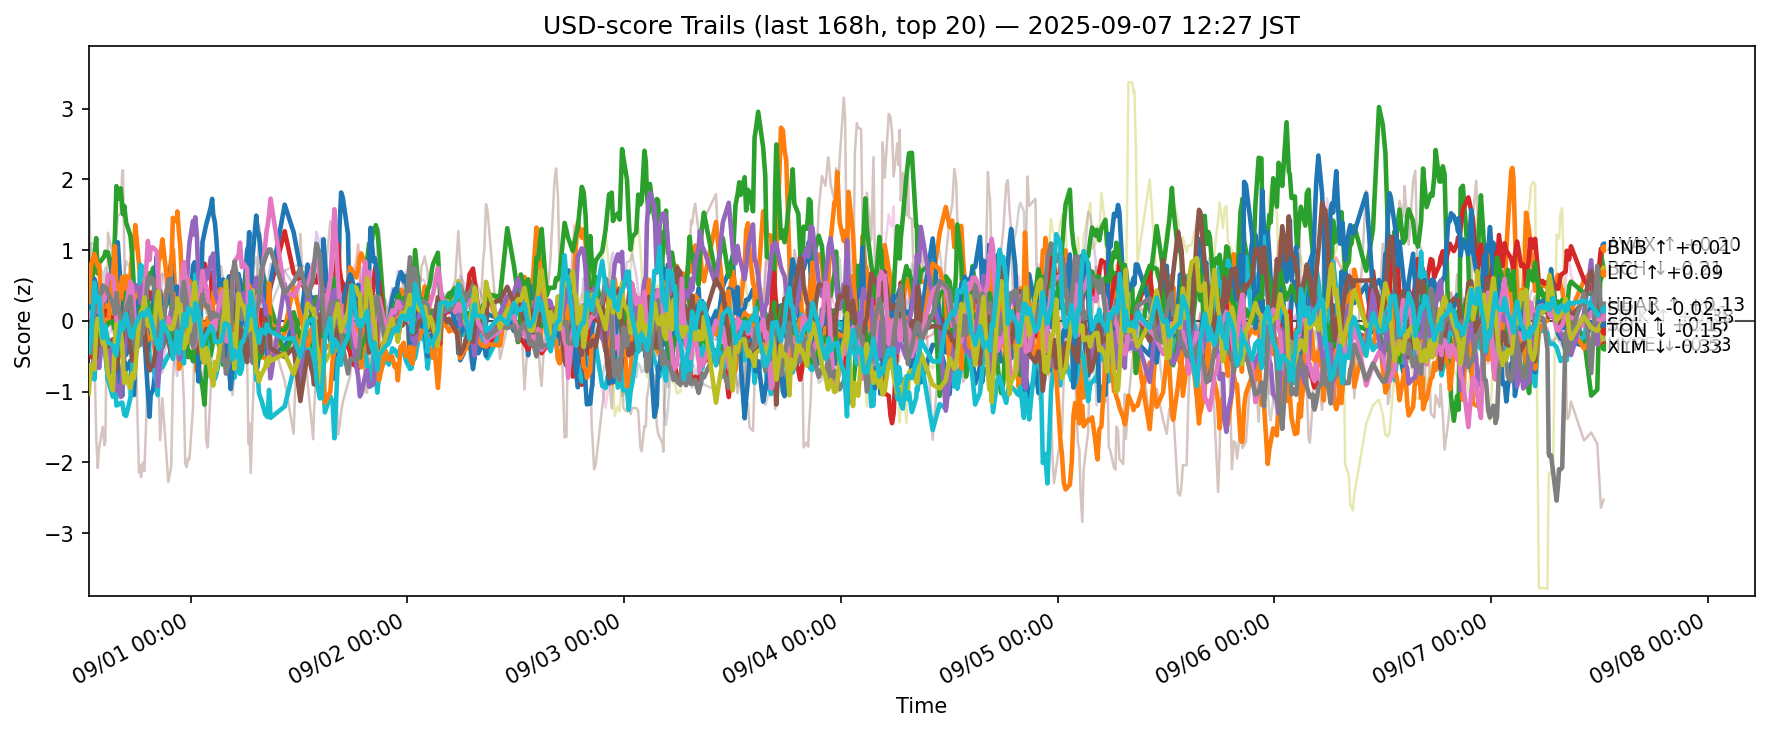 USD-score Trails (last 168h, top 20) — 2025-09-07 12:27 JST
Score (z)
3
2
1
0
−1
−2
−3
BNB ↑ +0.01
LTC ↑ +0.09
SUI ↓ -0.02
TON ↓ -0.15
XLM ↓ -0.33
09/01 00:00
09/02 00:00
09/03 00:00
09/04 00:00
09/05 00:00
09/06 00:00
09/07 00:00
09/08 00:00
Time